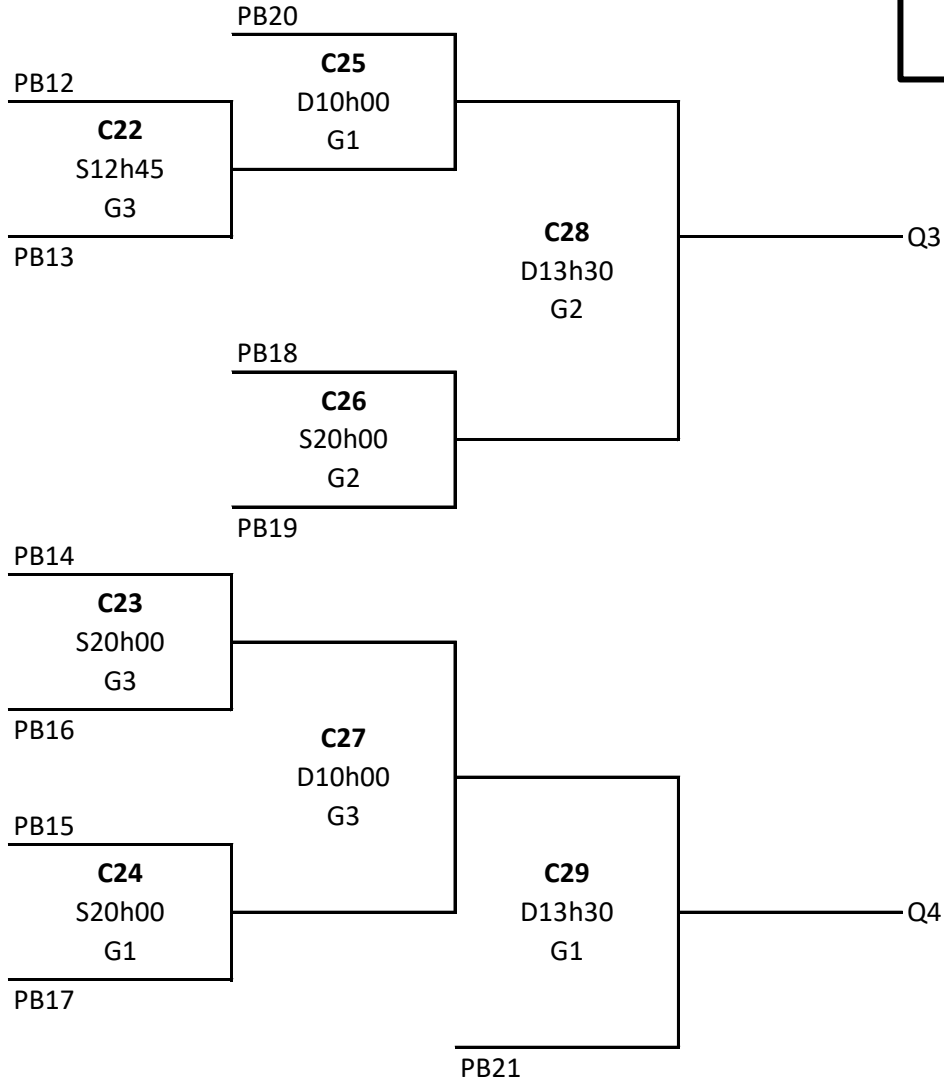 PB20
C25
D10h00
G1
PB12
C22
S12h45
G3
PB13
C28
D13h30
G2
Q3
PB18
C26
S20h00
G2
PB19
PB14
C23
S20h00
G3
PB16
C27
D10h00
G3
PB15
C24
S20h00
G1
PB17
C29
D13h30
G1
Q4
PB21